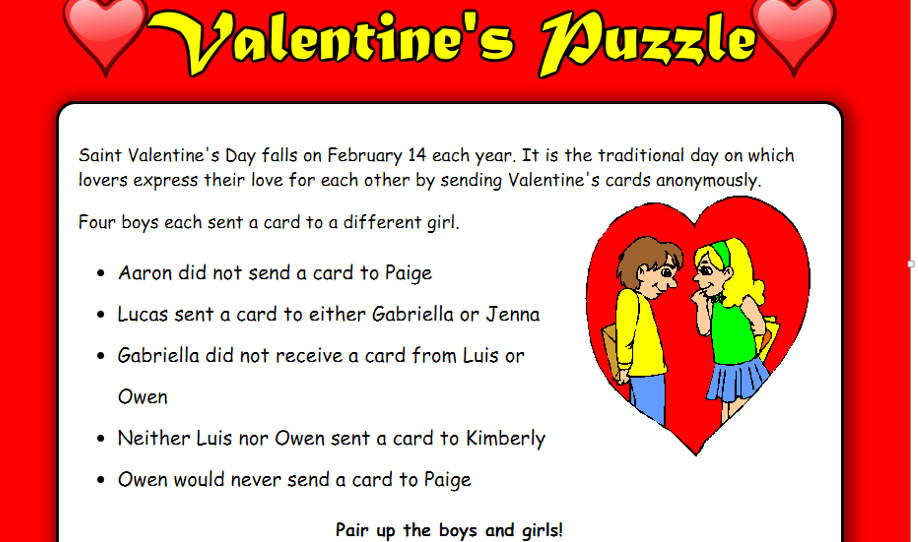 Valentine's Puzzle
Saint Valentine's Day falls on February 14 each year. It is the traditional day on which
lovers express their love for each other by sending Valentine's cards anonymously.
Four boys each sent a card to a different girl.
• Aaron did not send a card to Paige
• Lucas sent a card to either Gabriella or Jenna
• Gabriella did not receive a card from Luis or
Owen
• Neither Luis nor Owen sent a card to Kimberly
• Owen would never send a card to Paige
Pair up the boys and girls!